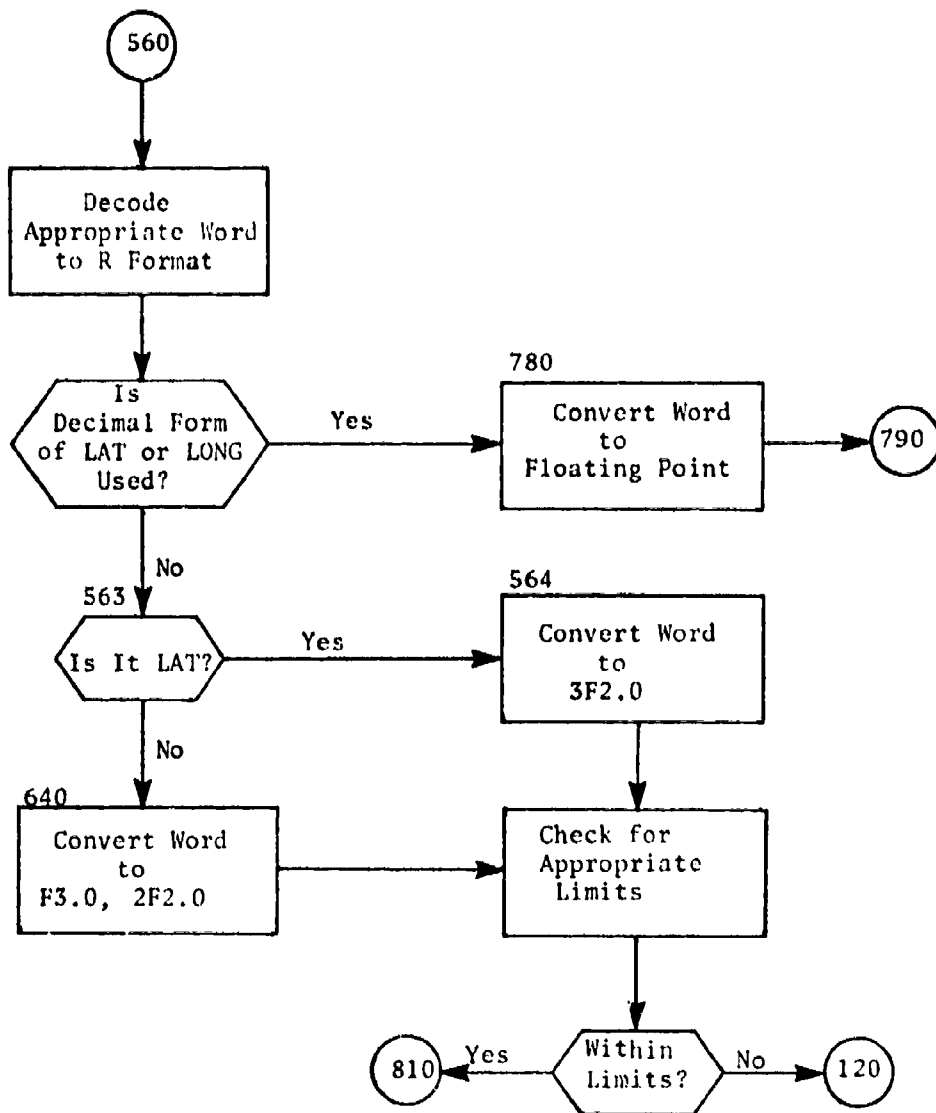 560
Decode
Appropriate Word
to R Format
Is
Decimal Form
of LAT or LONG
Used?
Yes
780
Convert Word
to
Floating Point
790
No
563
Is It LAT?
Yes
564
Convert Word
to
3F2.0
No
640
Convert Word
to
F3.0, 2F2.0
Check for
Appropriate
Limits
Within
Limits?
Yes
810
No
120